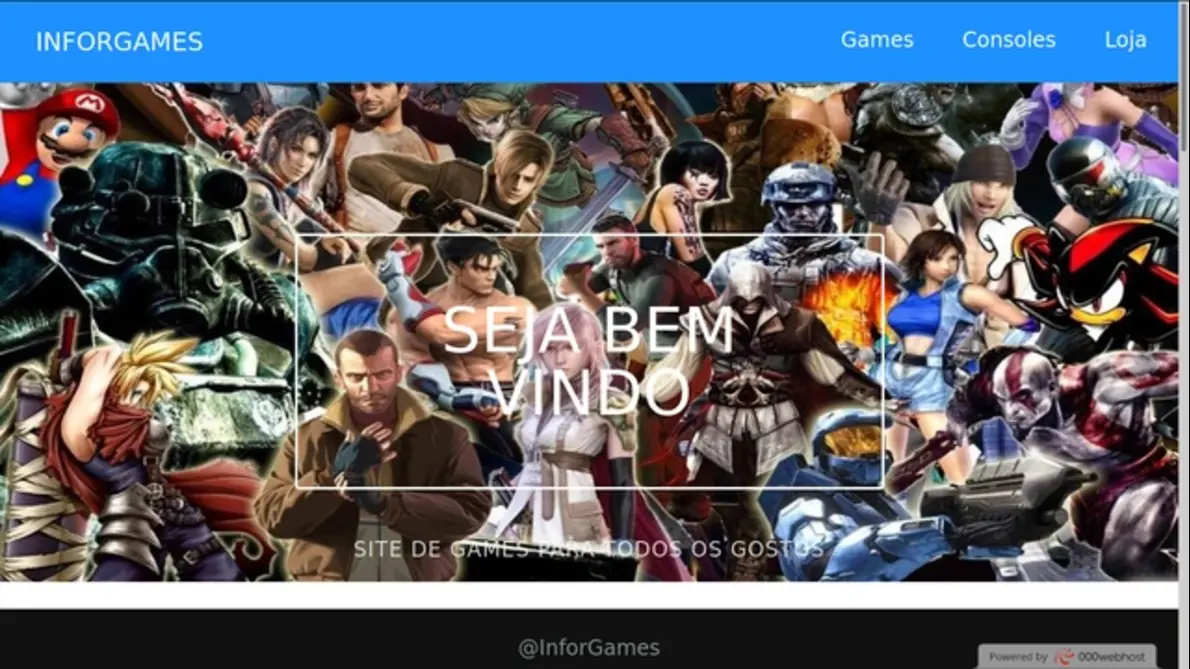 INFORGAMES
Games Consoles Loja
SEJA BEM
VINDO
SITE DE GAMES PARA TODOS OS GOSTOS
@InforGames
Powered by 000webhost